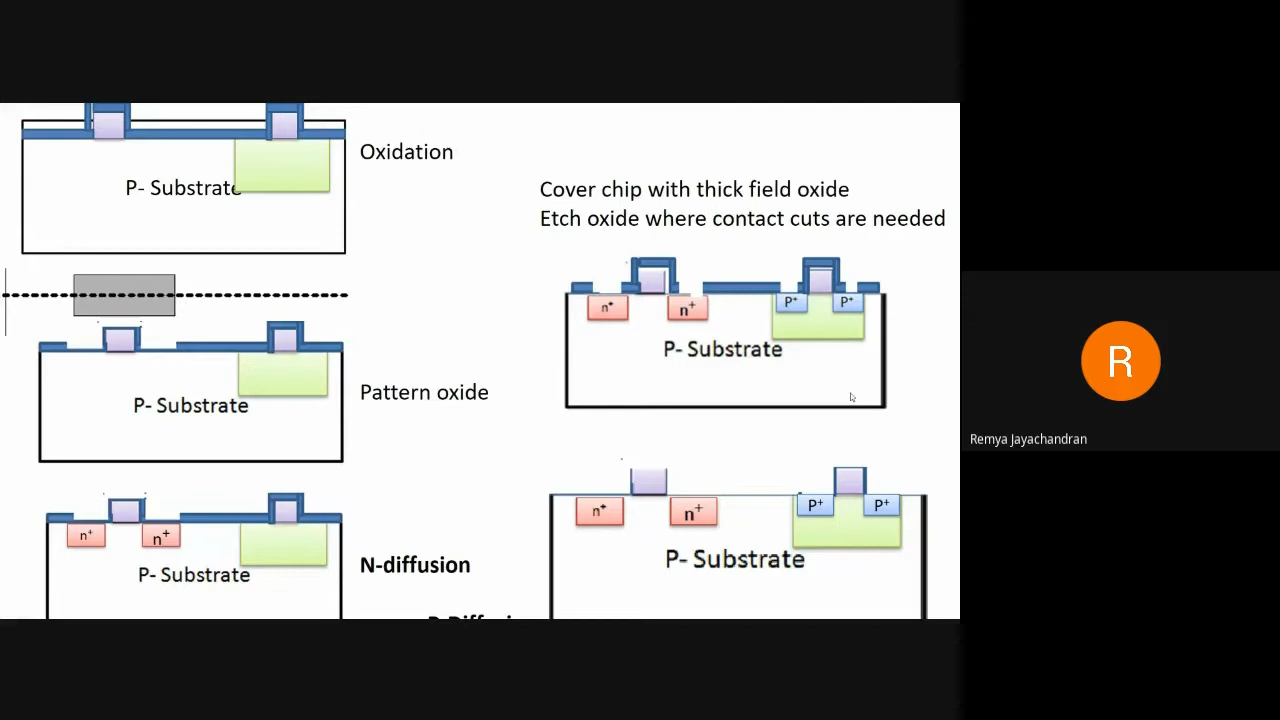 Oxidation
P- Substrate
Cover chip with thick field oxide
Etch oxide where contact cuts are needed
n+
n+
P+
P+
P- Substrate
P- Substrate
Pattern oxide
n+
n+
P- Substrate
N-diffusion
n+
n+
P+
P+
P- Substrate
R
Remya Jayachandran